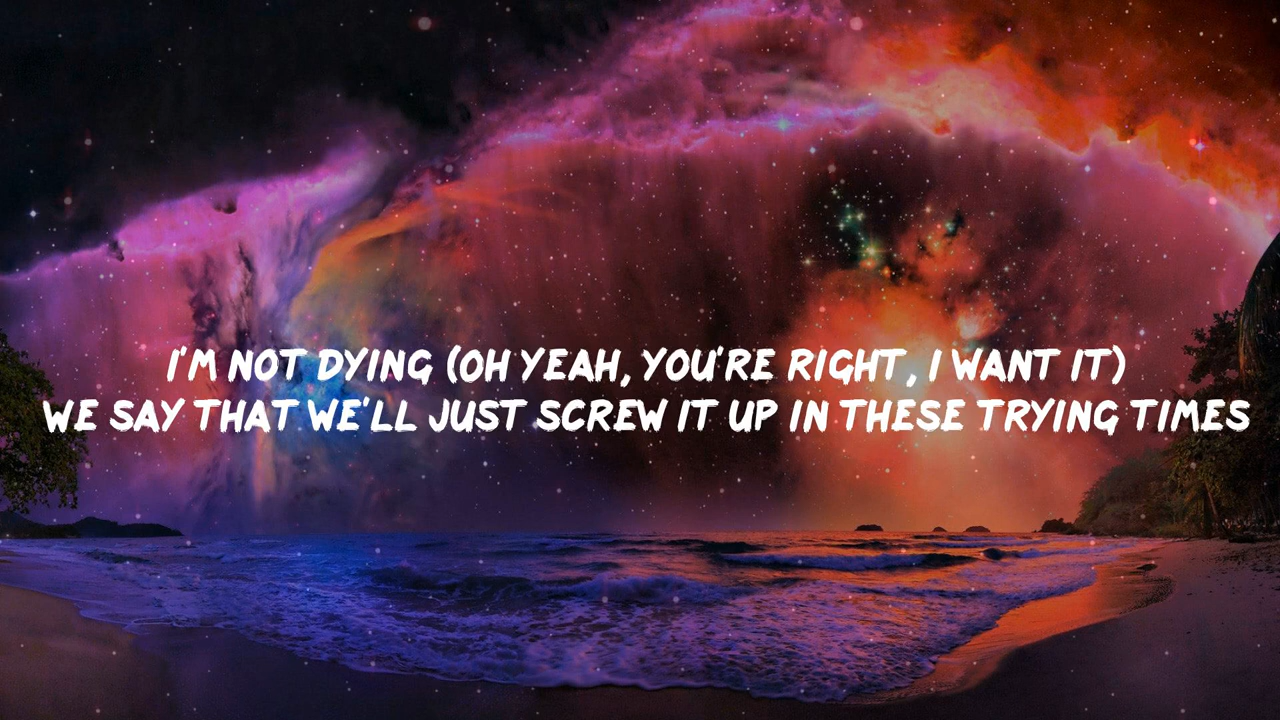 I'M NOT DYING (OH YEAH, YOU'RE RIGHT, I WANT IT)
WE SAY THAT WE'LL JUST SCREW IT UP IN THESE TRYING TIMES